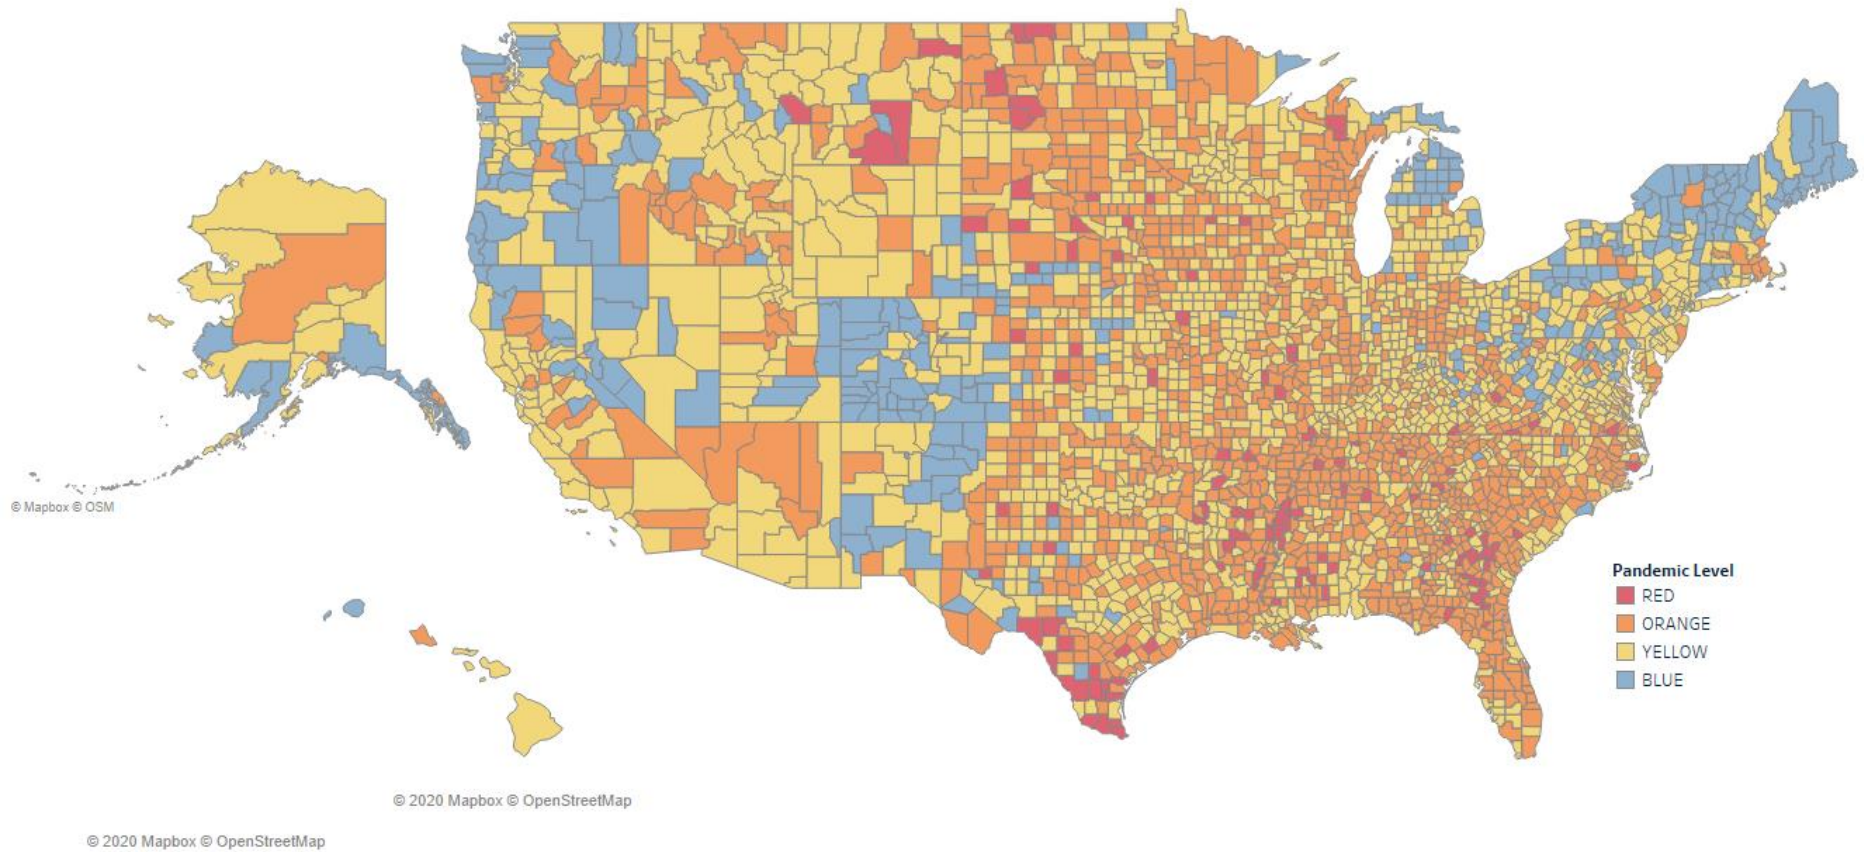 © Mapbox © OSM
Pandemic Level
RED
ORANGE
YELLOW
BLUE
© 2020 Mapbox © OpenStreetMap
© 2020 Mapbox © OpenStreetMap